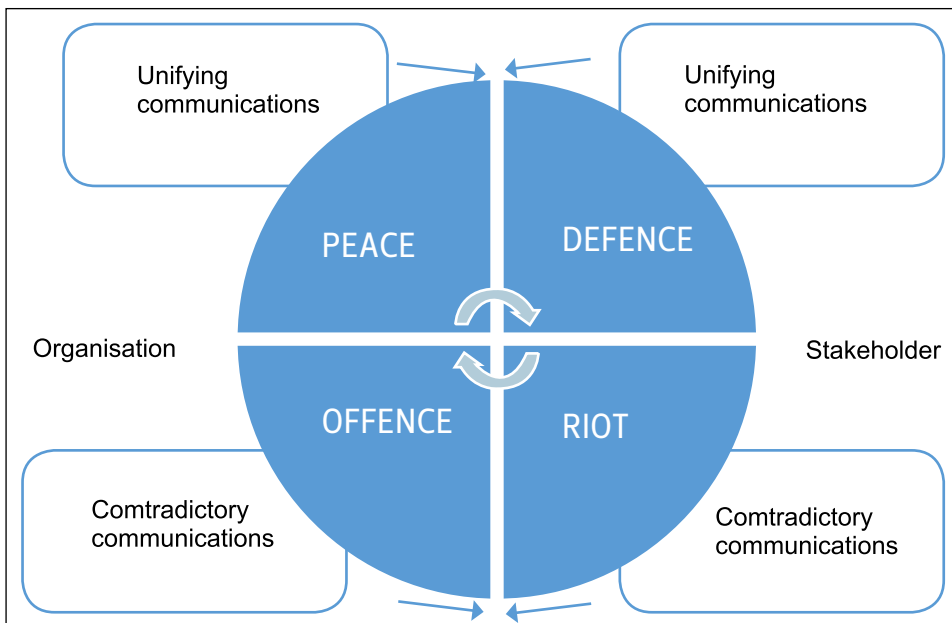 Unifying
communications
Unifying
communications
PEACE
DEFENCE
Organisation
Stakeholder
OFFENCE
RIOT
Comtradictory
communications
Comtradictory
communications